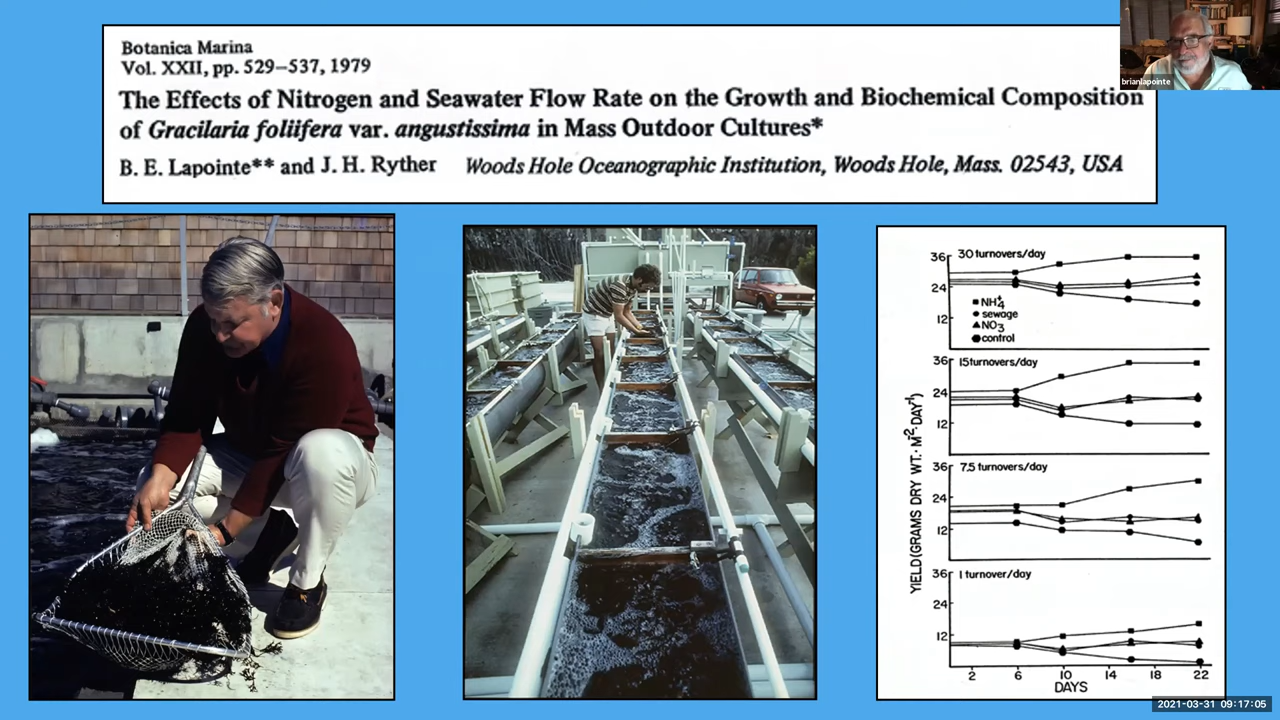 Botanica Marina
Vol. XXII, pp. 529–537, 1979
The Effects of Nitrogen and Seawater Flow Rate on the Growth and Biochemical Composition
of Gracilaria foliifera var. angustissima in Mass Outdoor Cultures*
B. E. Lapointe** and J. H. Ryther Woods Hole Oceanographic Institution, Woods Hole, Mass. 02543, USA
brianlapointe
YIELD (GRAMS DRY WT.· M⁻²·DAY⁻¹)
36
30 turnovers/day
24
12
NH₄⁺
sewage
NO₃
control
36
15 turnovers/day
24
12
36
7.5 turnovers/day
24
12
36
1 turnover/day
24
12
2 6 10 14 18 22
DAYS
2021-03-31 09:17:05